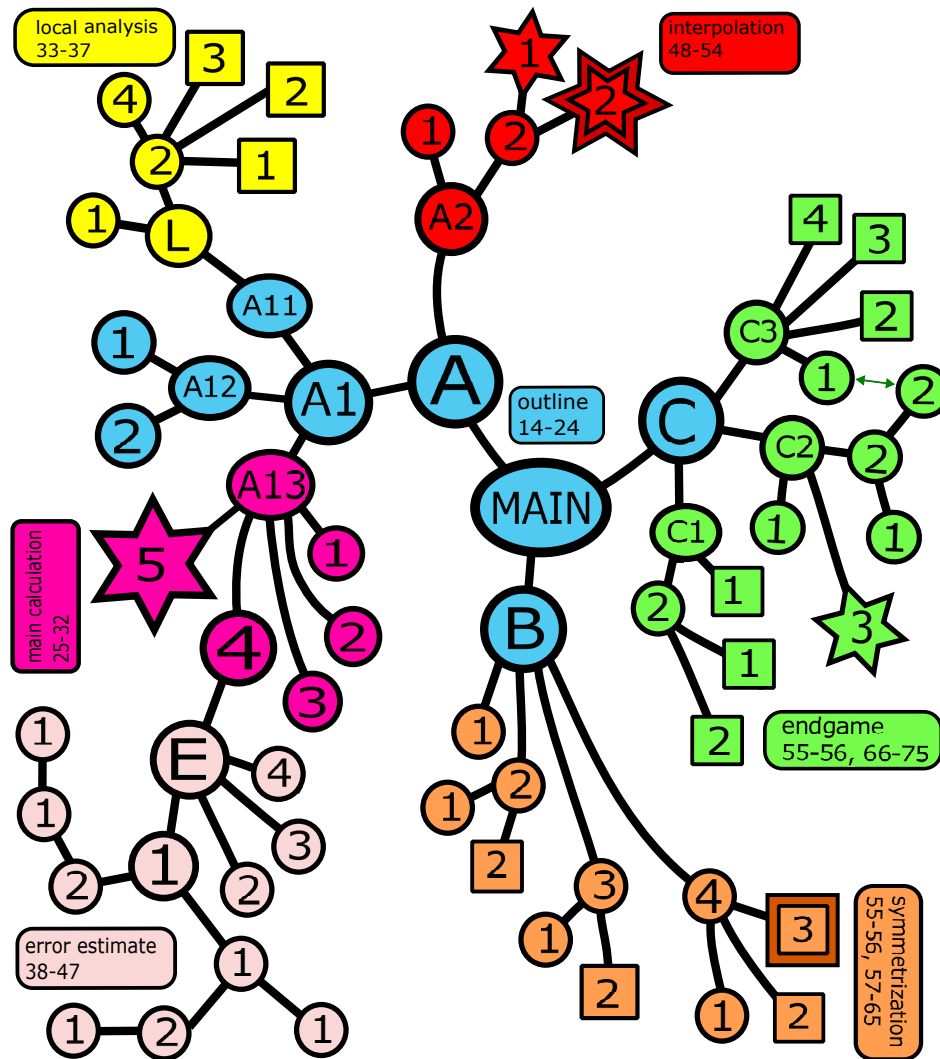 local analysis
33-37
3
4
2
2
1
1
L
A11
1
A12
2
A1
interpolation
48-54
1
2
1
2
A2
A
outline
14-24
MAIN
4
3
2
C3
1
2
C
C2
2
1
1
C1
1
2
3
1
2
endgame
55-56, 66-75
A13
5
1
2
4
3
main calculation
25-32
E
4
3
2
1
1
1
2
error estimate
38-47
1
2
1
1
B
1
2
1
2
3
1
2
4
3
1
2
symmetrization
55-56, 57-65